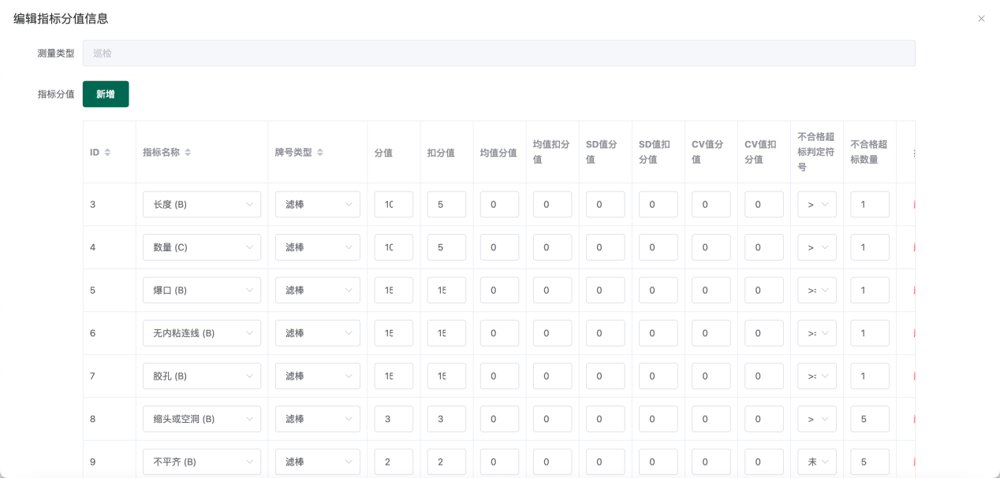 编辑指标分值信息
测量类型 巡检
指标分值 新增
ID 指标名称 牌号类型 分值 扣分值 均值分值 均值扣分值 SD值分值 SD值扣分值 CV值分值 CV值扣分值 不合格超标判定符号 不合格超标数量
3 长度 (B) 滤棒 10 5 0 0 0 0 0 0 > 1
4 数量 (C) 滤棒 10 5 0 0 0 0 0 0 > 1
5 爆口 (B) 滤棒 15 15 0 0 0 0 0 0 >= 1
6 无内粘连线 (B) 滤棒 15 15 0 0 0 0 0 0 >= 1
7 胶孔 (B) 滤棒 15 15 0 0 0 0 0 0 >= 1
8 缩头或空洞 (B) 滤棒 3 3 0 0 0 0 0 0 > 5
9 不平齐 (B) 滤棒 2 2 0 0 0 0 0 0 未 5